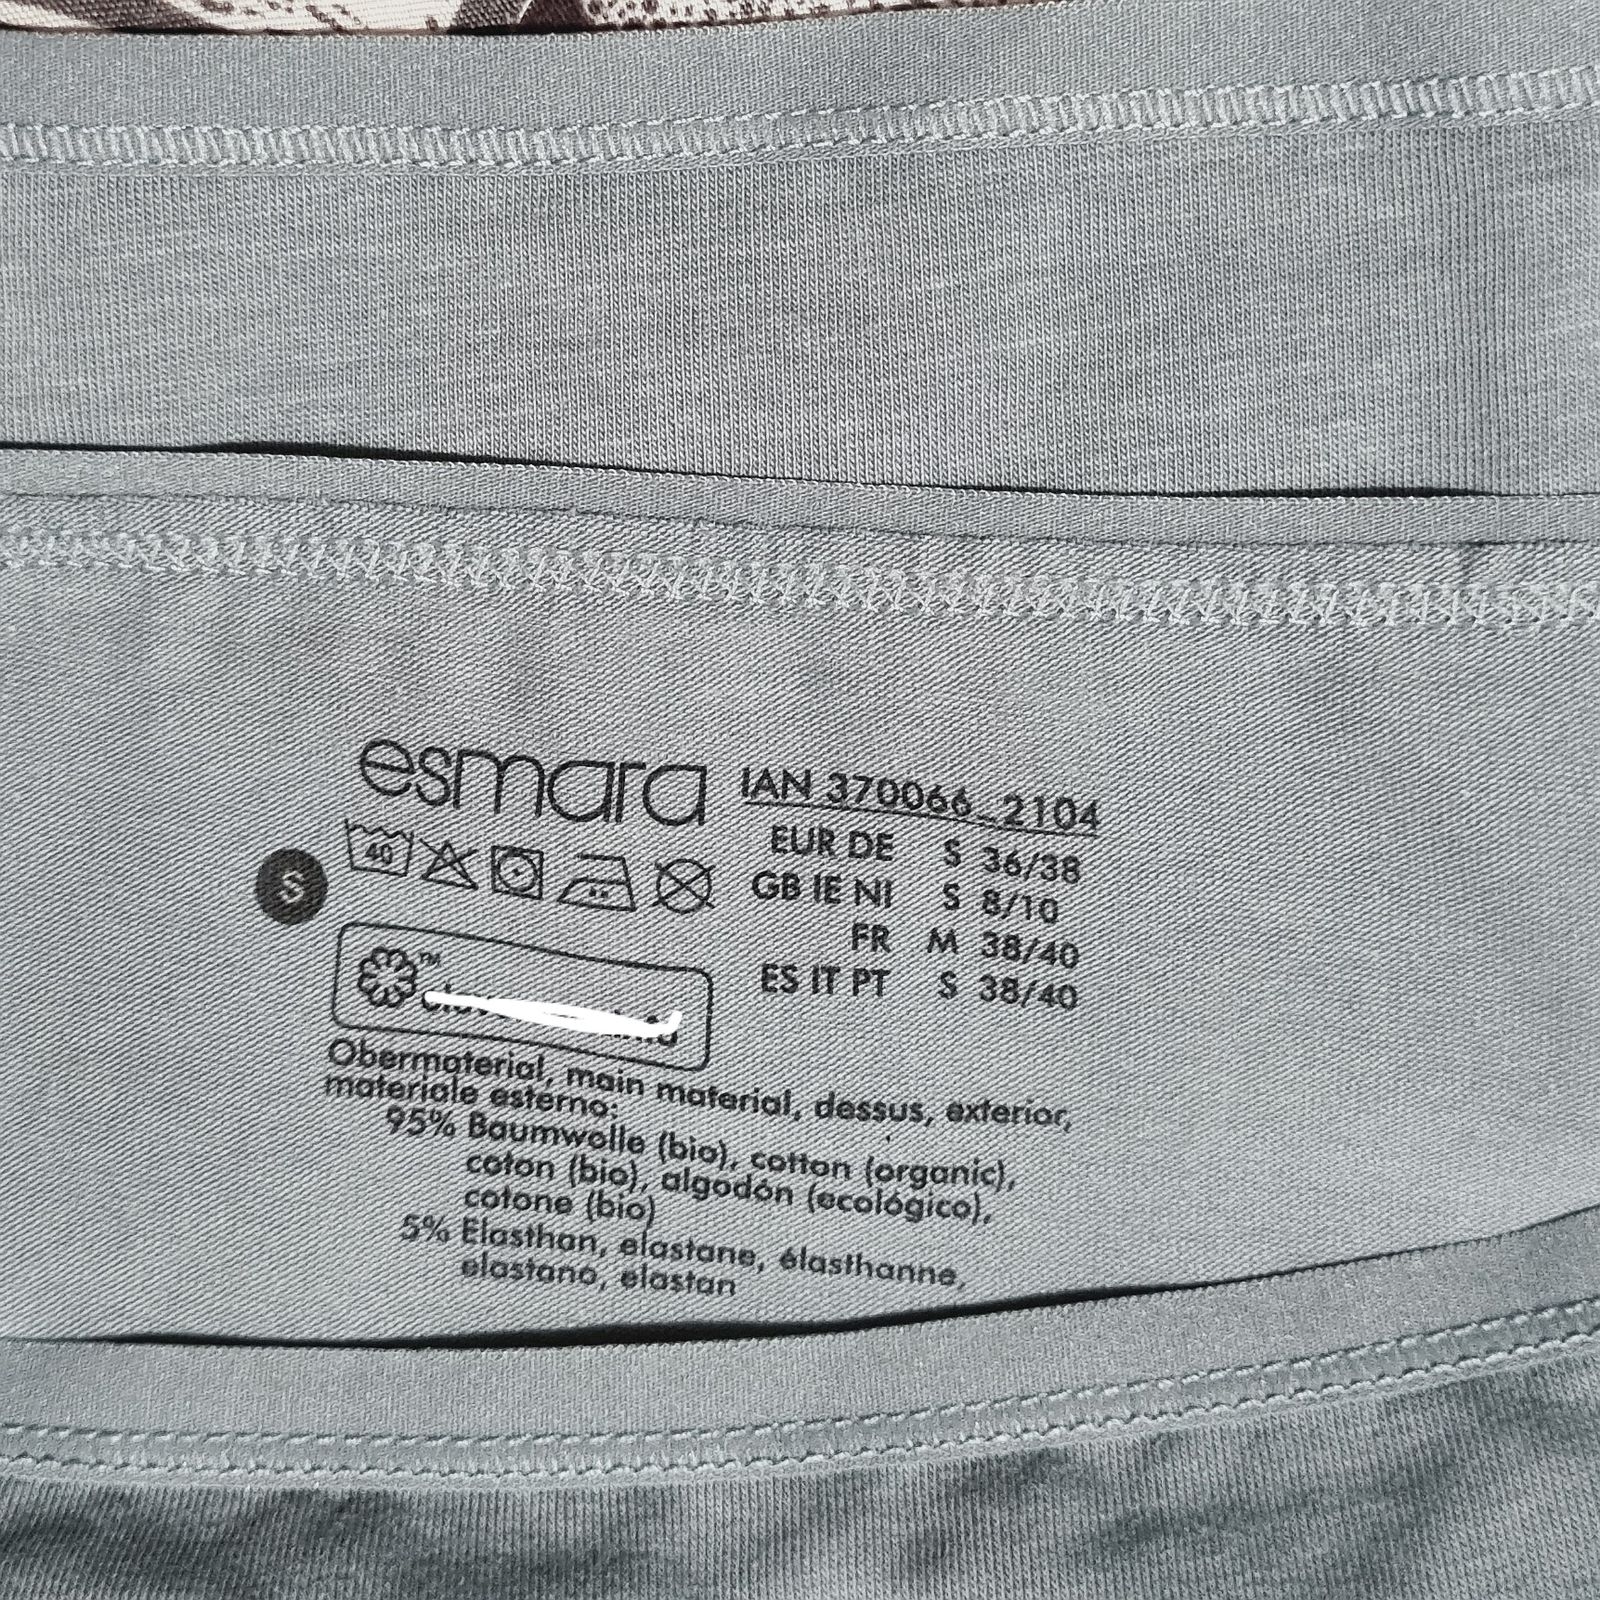 esmara
IAN 370066_2104
EUR DE S 36/38
GB IE NI S 8/10
FR M 38/40
ES IT PT S 38/40
40
S
™
Obermaterial, main material, dessus, exterior,
materiale esterno:
95% Baumwolle (bio), cotton (organic),
coton (bio), algodón (ecológico),
cotone (bio)
5% Elasthan, elastane, élasthanne,
elastano, elastan